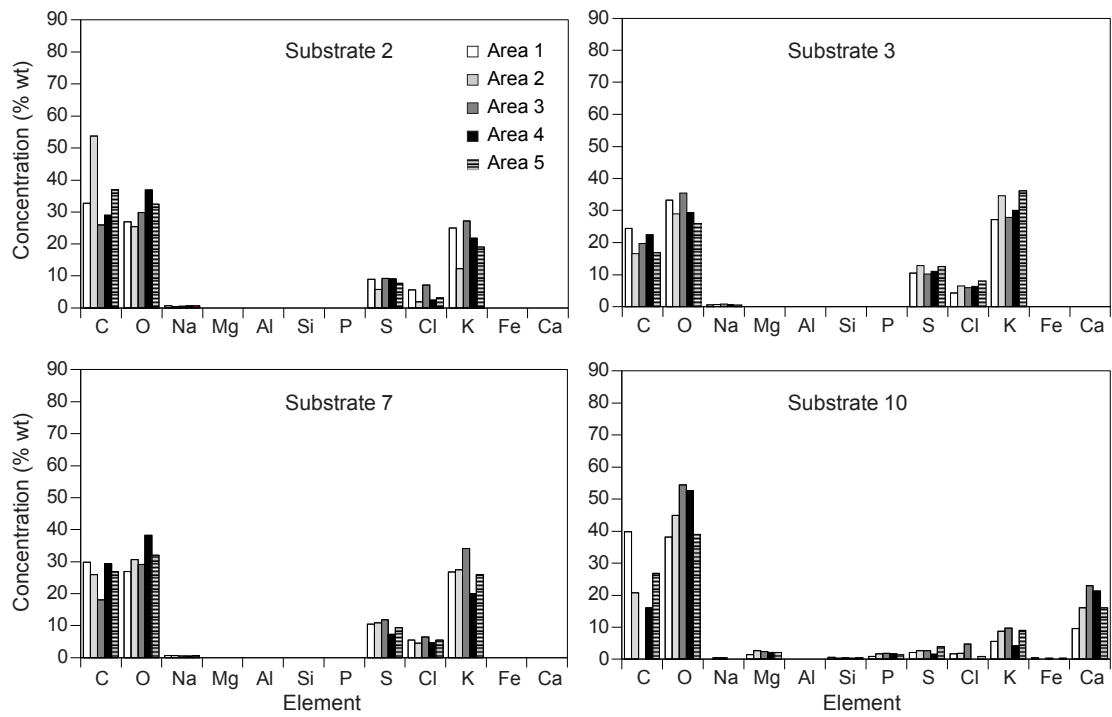 Concentration (% wt)
90
80
70
60
50
40
30
20
10
0
Substrate 2
Area 1
Area 2
Area 3
Area 4
Area 5
C O Na Mg Al Si P S Cl K Fe Ca
90
80
70
60
50
40
30
20
10
0
Substrate 3
C O Na Mg Al Si P S Cl K Fe Ca
Concentration (% wt)
90
80
70
60
50
40
30
20
10
0
Substrate 7
C O Na Mg Al Si P S Cl K Fe Ca
Element
90
80
70
60
50
40
30
20
10
0
Substrate 10
C O Na Mg Al Si P S Cl K Fe Ca
Element